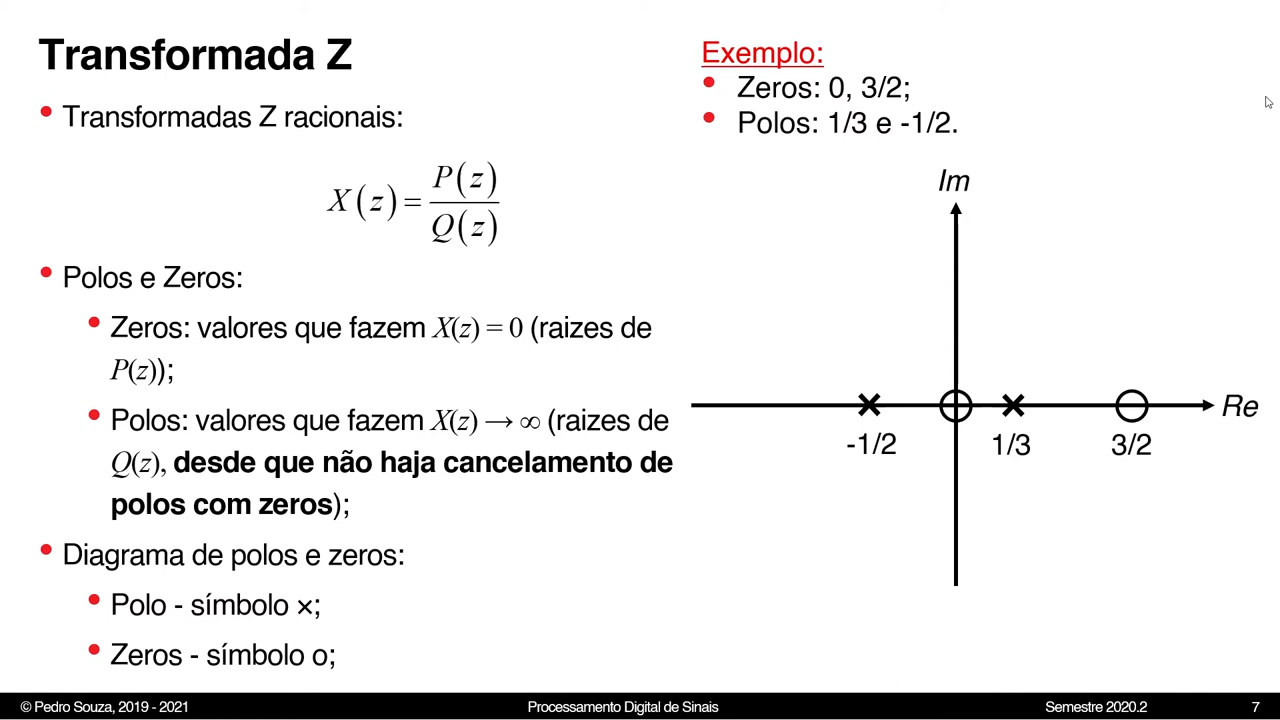 Transformada Z
• Transformadas Z racionais:
X(z) = P(z) / Q(z)
• Polos e Zeros:
• Zeros: valores que fazem X(z) = 0 (raizes de
P(z));
• Polos: valores que fazem X(z) → ∞ (raizes de
Q(z), desde que não haja cancelamento de
polos com zeros);
• Diagrama de polos e zeros:
• Polo - símbolo ×;
• Zeros - símbolo o;
Exemplo:
• Zeros: 0, 3/2;
• Polos: 1/3 e -1/2.
Im
Re
-1/2 1/3 3/2
© Pedro Souza, 2019 - 2021 Processamento Digital de Sinais Semestre 2020.2 7